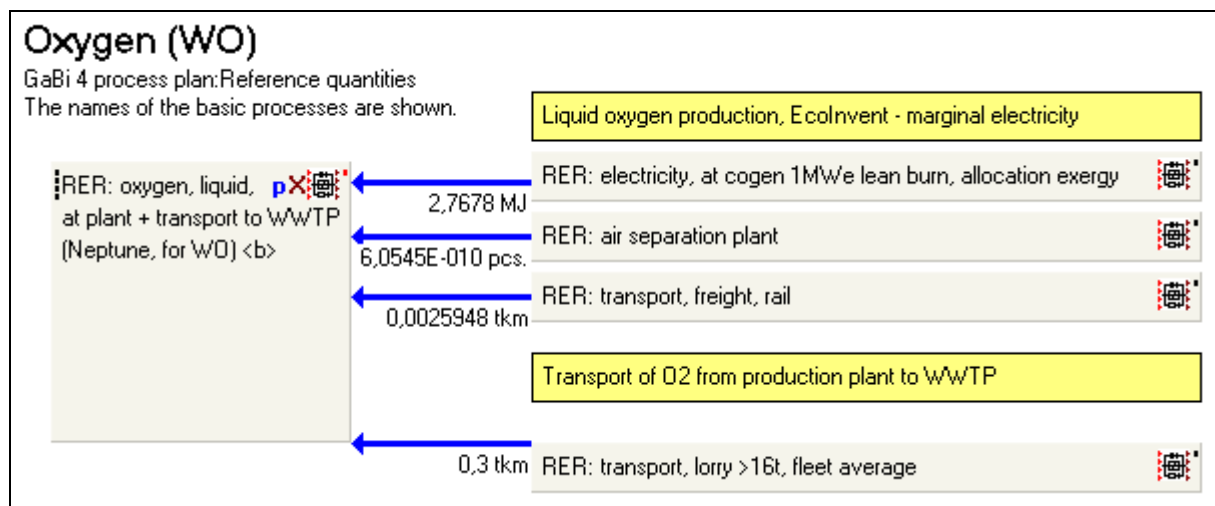 Oxygen (WO)
GaBi 4 process plan:Reference quantities
The names of the basic processes are shown.
Liquid oxygen production, EcoInvent - marginal electricity
RER: oxygen, liquid, pX
at plant + transport to WWTP
(Neptune, for WO) <b>
RER: electricity, at cogen 1MWe lean burn, allocation exergy
2,7678 MJ
RER: air separation plant
6,0545E-010 pcs.
RER: transport, freight, rail
0,0025948 tkm
Transport of O2 from production plant to WWTP
0,3 tkm
RER: transport, lorry >16t, fleet average